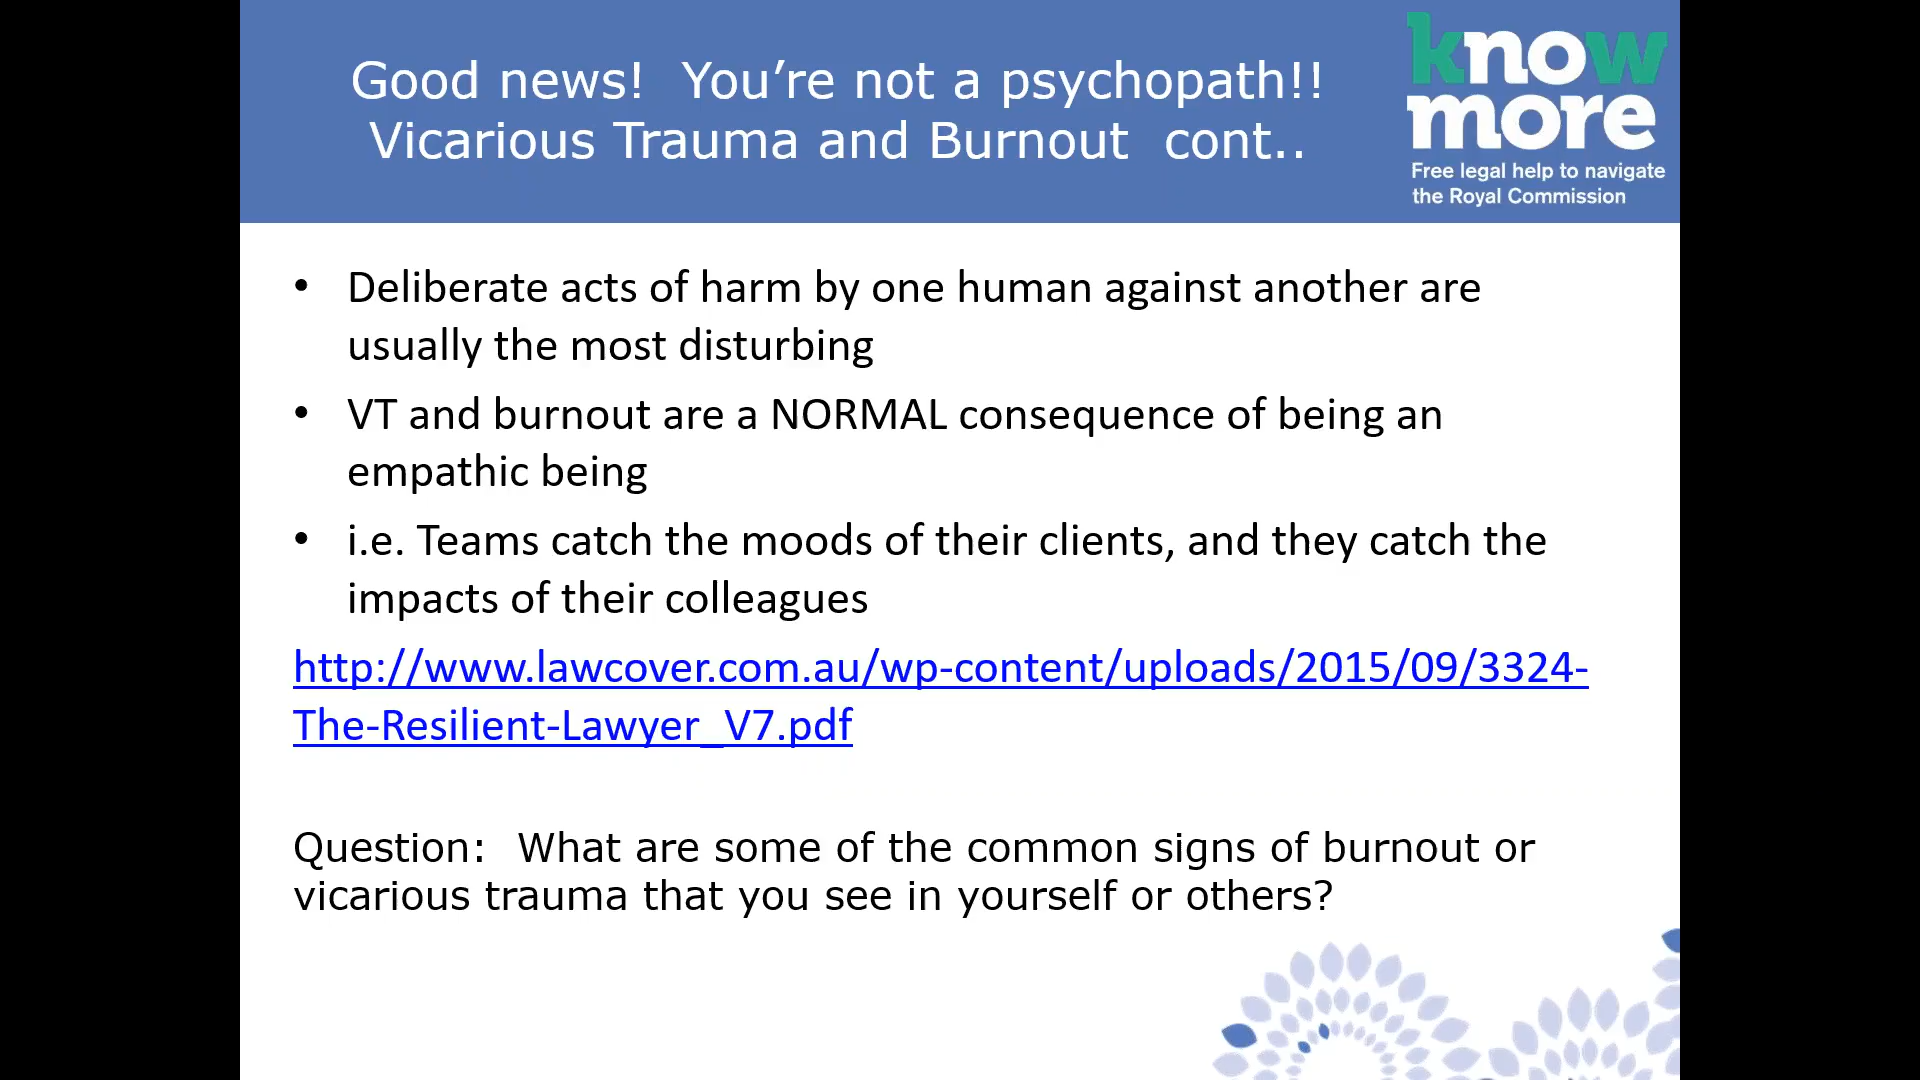 Good news!  You’re not a psychopath!!
Vicarious Trauma and Burnout  cont..
know
more
Free legal help to navigate
the Royal Commission
• Deliberate acts of harm by one human against another are
usually the most disturbing
• VT and burnout are a NORMAL consequence of being an
empathic being
• i.e. Teams catch the moods of their clients, and they catch the
impacts of their colleagues
http://www.lawcover.com.au/wp-content/uploads/2015/09/3324-
The-Resilient-Lawyer_V7.pdf
Question:  What are some of the common signs of burnout or
vicarious trauma that you see in yourself or others?